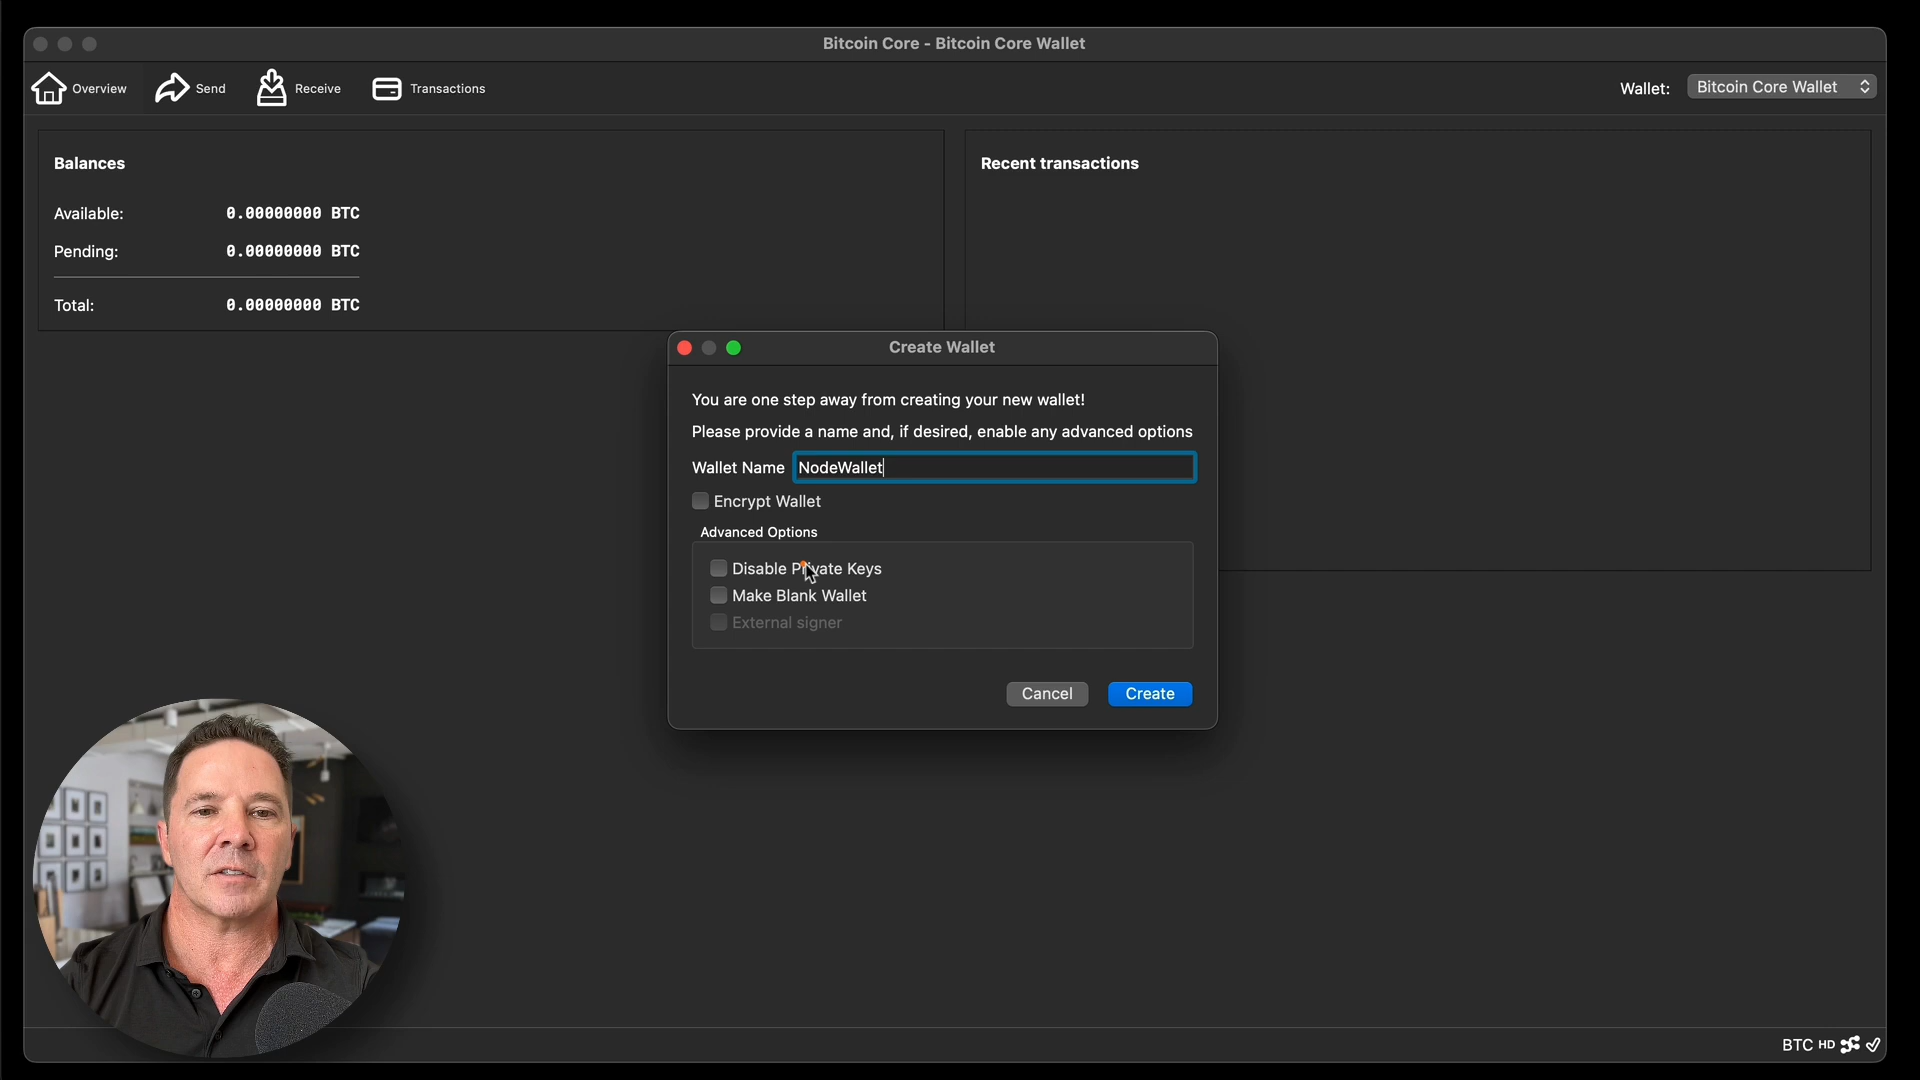 Bitcoin Core - Bitcoin Core Wallet
Overview Send Receive Transactions Wallet: Bitcoin Core Wallet
Balances
Available: 0.00000000 BTC
Pending: 0.00000000 BTC
Total: 0.00000000 BTC
Recent transactions
Create Wallet
You are one step away from creating your new wallet!
Please provide a name and, if desired, enable any advanced options
Wallet Name NodeWallet
Encrypt Wallet
Advanced Options
Disable Private Keys
Make Blank Wallet
External signer
Cancel Create
BTC HD